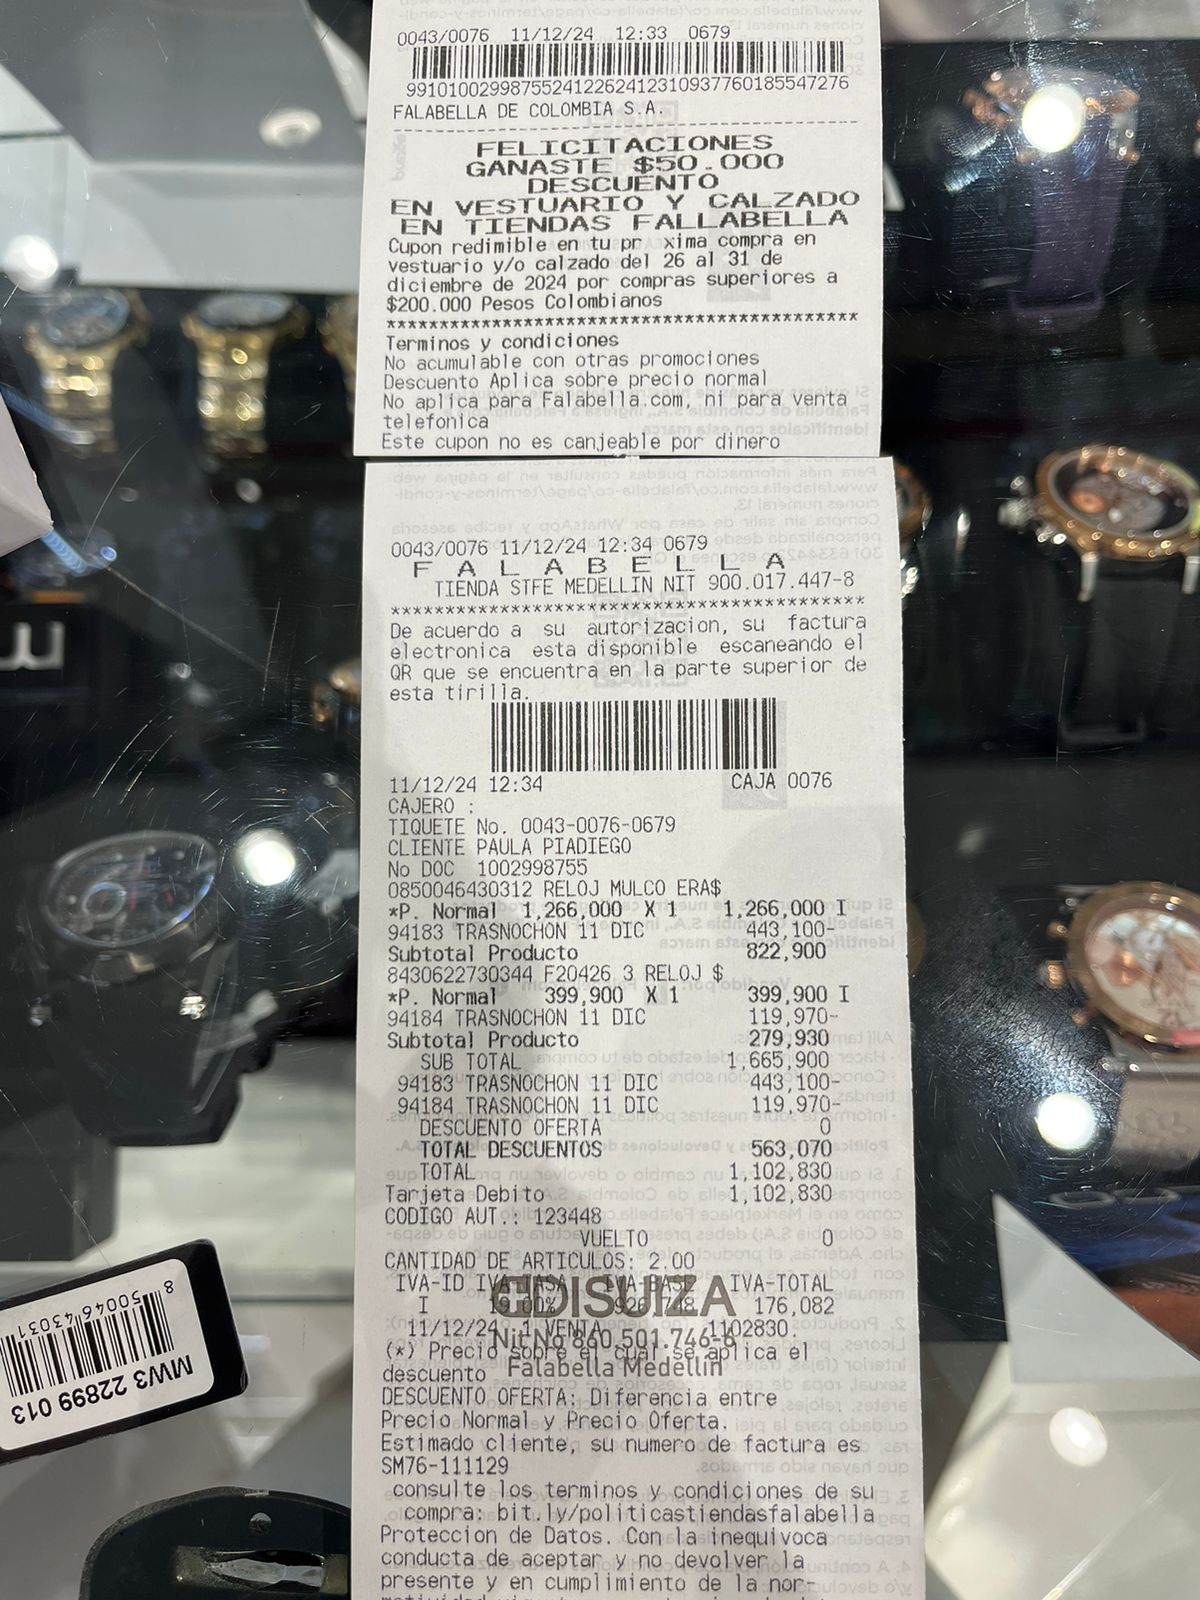 0043/0076 11/12/24 12:33 0679
FALABELLA DE COLOMBIA S.A.
FELICITACIONES
GANASTE $50.000
DESCUENTO
EN VESTUARIO Y CALZADO
EN TIENDAS FALLABELLA
Cupon redimible en tu pr xima compra en
vestuario y/o calzado del 26 al 31 de
diciembre de 2024 por compras superiores a
$200.000 Pesos Colombianos
******************************************
Terminos y condiciones
No acumulable con otras promociones
Descuento Aplica sobre precio normal
No aplica para Falabella.com, ni para venta
telefonica
Este cupon no es canjeable por dinero
0043/0076 11/12/24 12:34 0679
F A L A B E L L A
TIENDA STFE MEDELLIN NIT 900.017.447-8
******************************************
De acuerdo a su autorizacion, su factura
electronica esta disponible escaneando el
QR que se encuentra en la parte superior de
esta tirilla.
11/12/24 12:34 CAJA 0076
CAJERO :
TIQUETE No. 0043-0076-0679
CLIENTE PAULA PIADIEGO
No DOC 1002998755
0850046430312 RELOJ MULCO ERA$
*P. Normal 1,266,000 X 1 1,266,000 I
94183 TRASNOCHON 11 DIC 443,100-
Subtotal Producto 822,900
8430622730344 F20426 3 RELOJ $
*P. Normal 399,900 X 1 399,900 I
94184 TRASNOCHON 11 DIC 119,970-
Subtotal Producto 279,930
SUB TOTAL 1,665,900
94183 TRASNOCHON 11 DIC 443,100-
94184 TRASNOCHON 11 DIC 119,970-
DESCUENTO OFERTA 0
TOTAL DESCUENTOS 563,070
TOTAL 1,102,830
Tarjeta Debito 1,102,830
CODIGO AUT.: 123448
VUELTO 0
CANTIDAD DE ARTICULOS: 2.00
IVA-ID IVA-TASA IVA-BASE IVA-TOTAL
I 19.00% 926,748 176,082
EDISUIZA
11/12/24 1 VENTA 1102830.
Nit No 860.501.746-6
(*) Precio sobre el cual se aplica el
Falabella Medellin
descuento
DESCUENTO OFERTA: Diferencia entre
Precio Normal y Precio Oferta.
Estimado cliente, su numero de factura es
SM76-111129
consulte los terminos y condiciones de su
compra: bit.ly/politicastiendasfalabella
Proteccion de Datos. Con la inequivoca
conducta de aceptar y no devolver la
presente y en cumplimiento de la nor-
8 50046 43031
MW3 22899 013